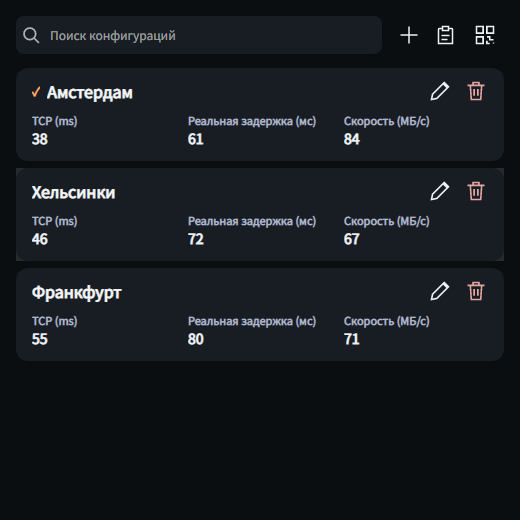 Поиск конфигураций
✓ Амстердам
TCP (ms) Реальная задержка (мс) Скорость (МБ/с)
38 61 84
Хельсинки
TCP (ms) Реальная задержка (мс) Скорость (МБ/с)
46 72 67
Франкфурт
TCP (ms) Реальная задержка (мс) Скорость (МБ/с)
55 80 71